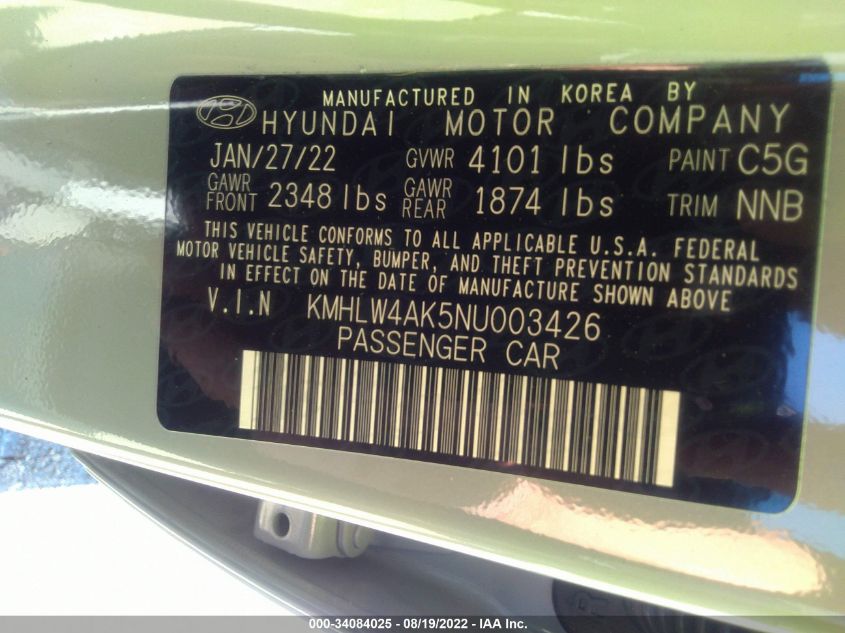 MANUFACTURED IN KOREA BY
HYUNDAI MOTOR COMPANY
JAN/27/22 GVWR 4101 lbs PAINT C5G
GAWR FRONT 2348 lbs GAWR REAR 1874 lbs TRIM NNB
THIS VEHICLE CONFORMS TO ALL APPLICABLE U.S.A. FEDERAL
MOTOR VEHICLE SAFETY, BUMPER, AND THEFT PREVENTION STANDARDS
IN EFFECT ON THE DATE OF MANUFACTURE SHOWN ABOVE
V.I.N KMHLW4AK5NU003426
PASSENGER CAR
000-34084025 - 08/19/2022 - IAA Inc.